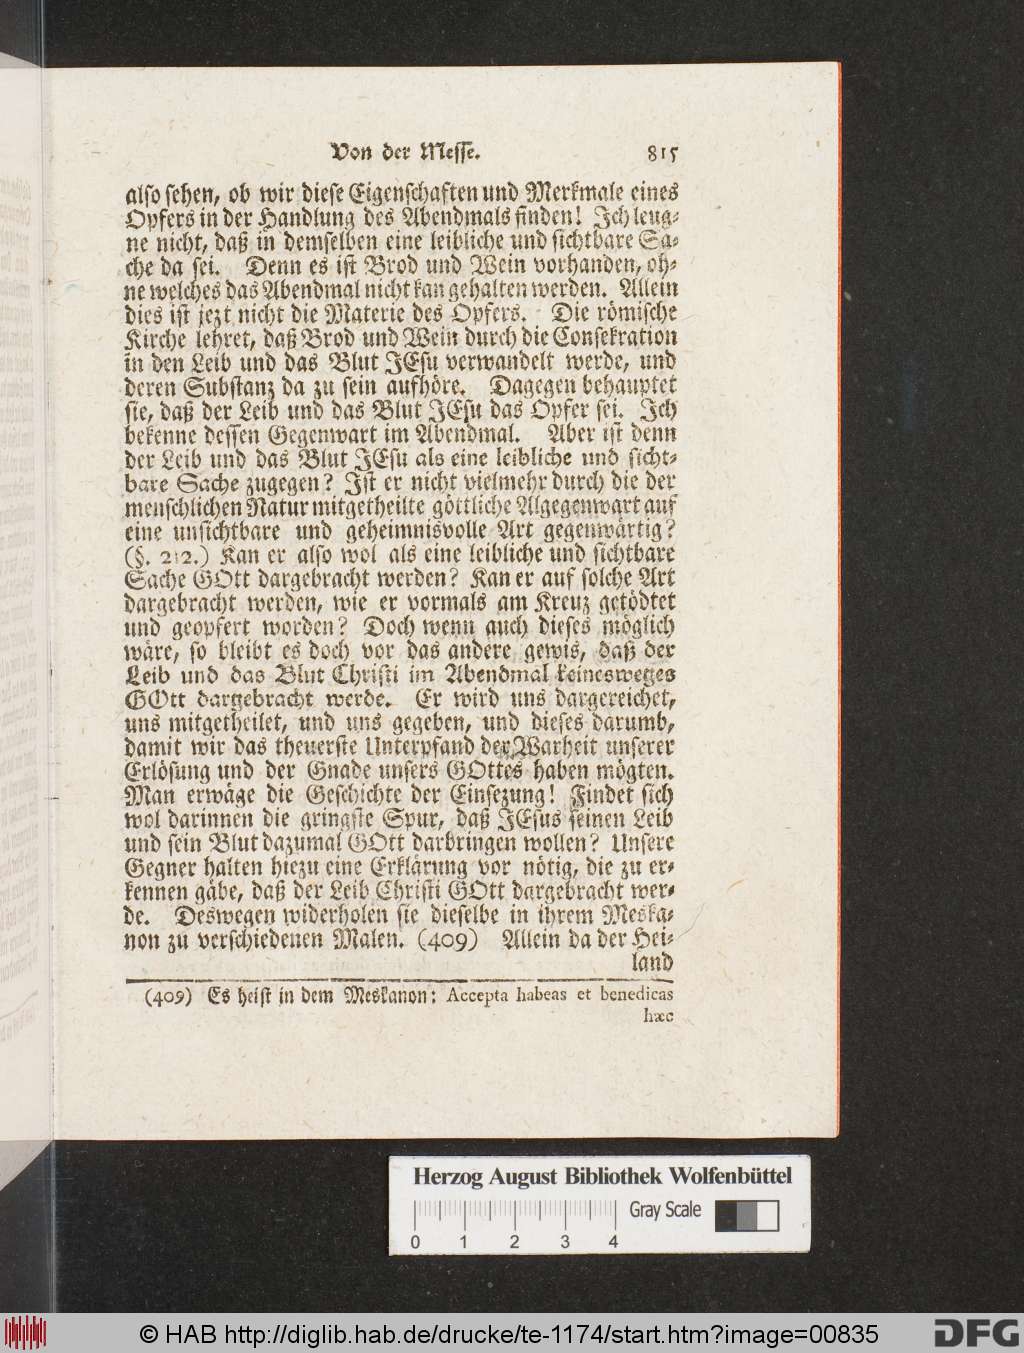 Von der Messe. 815
also sehen, ob wir diese Eigenschaften und Merkmale eines
Opfers in der Handlung des Abendmals finden! Ich leug-
ne nicht, daß in demselben eine leibliche und sichtbare Sa-
che da sei. Denn es ist Brod und Wein vorhanden, oh-
ne welches das Abendmal nicht kan gehalten werden. Allein
dies ist jezt nicht die Materie des Opfers. Die römische
Kirche lehret, daß Brod und Wein durch die Consekration
in den Leib und das Blut JEsu verwandelt werde, und
deren Substanz da zu sein aufhöre. Dagegen behauptet
sie, daß der Leib und das Blut JEsu das Opfer sei. Ich
bekenne dessen Gegenwart im Abendmal. Aber ist denn
der Leib und das Blut JEsu als eine leibliche und sicht-
bare Sache zugegen? Ist er nicht vielmehr durch die der
menschlichen Natur mitgetheilte göttliche Algegenwart auf
eine unsichtbare und geheimnisvolle Art gegenwärtig?
(§. 212.) Kan er also wol als eine leibliche und sichtbare
Sache GOtt dargebracht werden? Kan er auf solche Art
dargebracht werden, wie er vormals am Kreuz getödtet
und geopfert worden? Doch wenn auch dieses möglich
wäre, so bleibt es doch vor das andere gewis, daß der
Leib und das Blut Christi im Abendmal keinesweges
GOtt dargebracht werde. Er wird uns dargereichet,
uns mitgetheilet, und uns gegeben, und dieses darumb,
damit wir das theuerste Unterpfand der Warheit unserer
Erlösung und der Gnade unsers GOttes haben mögten.
Man erwäge die Geschichte der Einsezung! Findet sich
wol darinnen die gringste Spur, daß JEsus seinen Leib
und sein Blut dazumal GOtt darbringen wollen? Unsere
Gegner halten hiezu eine Erklärung vor nötig, die zu er-
kennen gäbe, daß der Leib Christi GOtt dargebracht wer-
de. Deswegen widerholen sie dieselbe in ihrem Meska-
non zu verschiedenen Malen. (409) Allein da der Hei-
land
(409) Es heist in dem Meskanon: Accepta habeas et benedicas
hæc
Herzog August Bibliothek Wolfenbüttel
Gray Scale
0 1 2 3 4
© HAB http://diglib.hab.de/drucke/te-1174/start.htm?image=00835
DFG